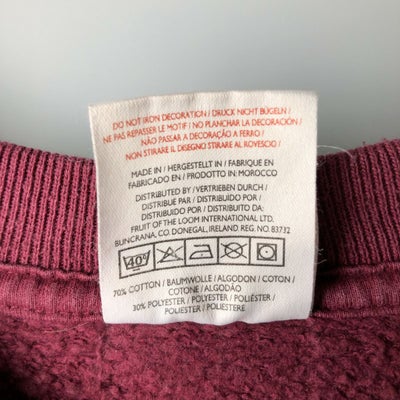 DO NOT IRON DECORATION / DRUCK NICHT BÜGELN /
NE PAS REPASSER LE MOTIF / NO PLANCHAR LA DECORACIÓN /
NÃO PASSAR A DECORAÇÃO A FERRO /
NON STIRARE IL DISEGNO / STIRARE AL ROVESCIO
MADE IN / HERGESTELLT IN / FABRIQUE EN
FABRICADO EN / PRODOTTO IN: MOROCCO
DISTRIBUTED BY / VERTRIEBEN DURCH /
DISTRIBUÉ PAR / DISTRIBUIDO POR /
DISTRIBUIDO POR / DISTRIBUITO DA:
FRUIT OF THE LOOM INTERNATIONAL LTD.
BUNCRANA, CO. DONEGAL, IRELAND. REG. NO. 83732
40°
70% COTTON / BAUMWOLLE / ALGODON / COTON /
COTONE / ALGODÃO
30% POLYESTER / POLYESTER / POLIÉSTER /
POLYESTER / POLIESTERE